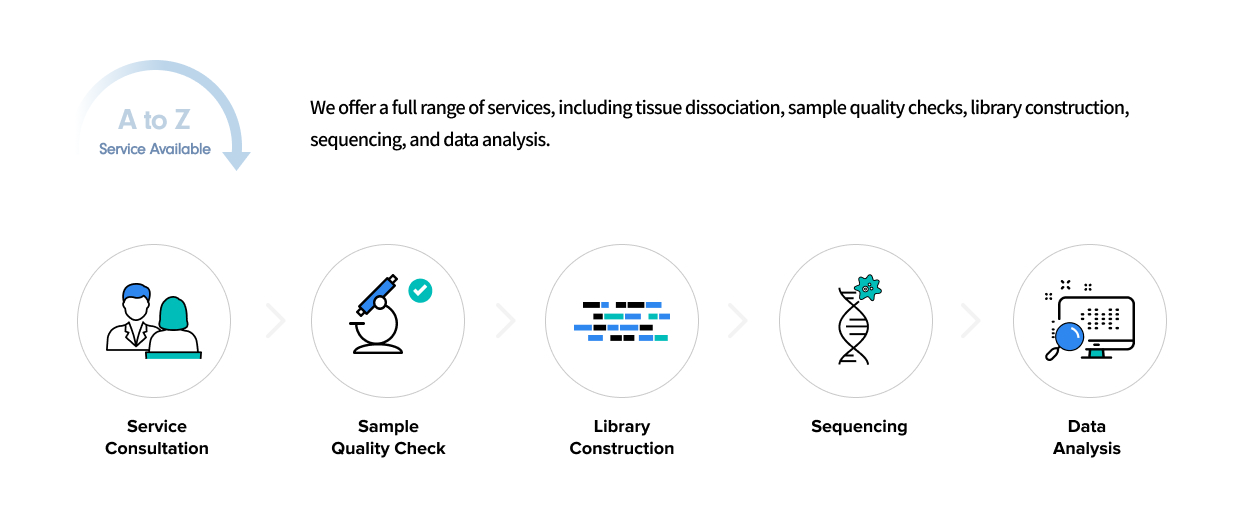 A to Z
Service Available
We offer a full range of services, including tissue dissociation, sample quality checks, library construction,
sequencing, and data analysis.
Service
Consultation
Sample
Quality Check
Library
Construction
Sequencing
Data
Analysis